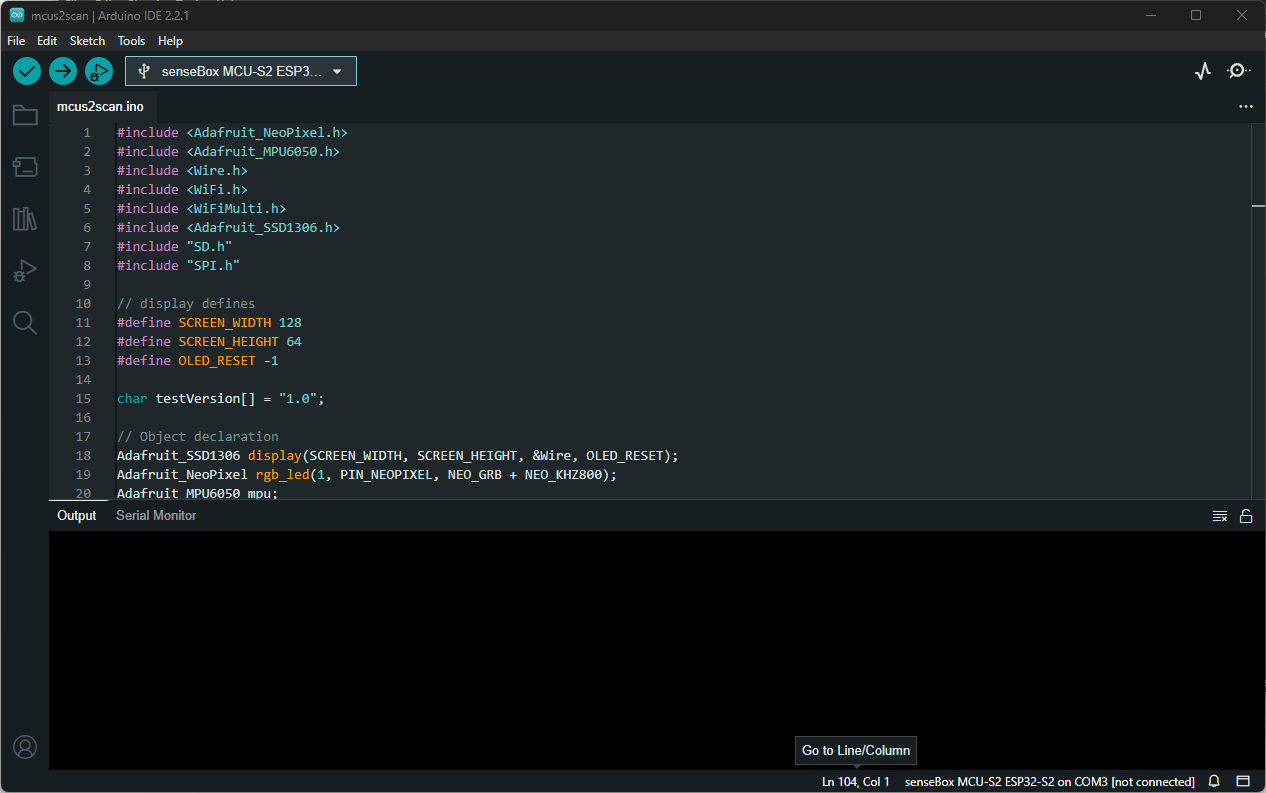 mcus2scan | Arduino IDE 2.2.1
File Edit Sketch Tools Help
senseBox MCU-S2 ESP3...
mcus2scan.ino
1 #include <Adafruit_NeoPixel.h>
2 #include <Adafruit_MPU6050.h>
3 #include <Wire.h>
4 #include <WiFi.h>
5 #include <WiFiMulti.h>
6 #include <Adafruit_SSD1306.h>
7 #include "SD.h"
8 #include "SPI.h"
9
10 // display defines
11 #define SCREEN_WIDTH 128
12 #define SCREEN_HEIGHT 64
13 #define OLED_RESET -1
14
15 char testVersion[] = "1.0";
16
17 // Object declaration
18 Adafruit_SSD1306 display(SCREEN_WIDTH, SCREEN_HEIGHT, &Wire, OLED_RESET);
19 Adafruit_NeoPixel rgb_led(1, PIN_NEOPIXEL, NEO_GRB + NEO_KHZ800);
20 Adafruit_MPU6050 mpu;
Output Serial Monitor
Go to Line/Column
Ln 104, Col 1 senseBox MCU-S2 ESP32-S2 on COM3 [not connected]